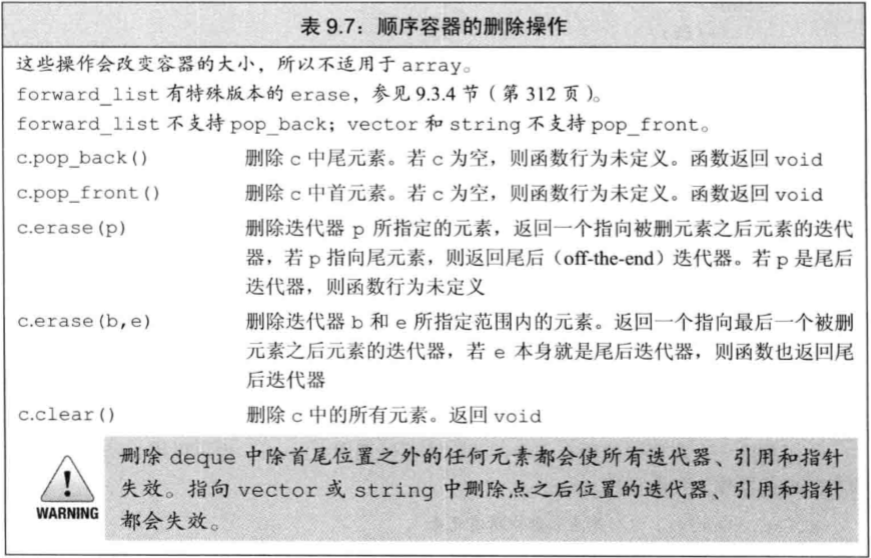 表 9.7：顺序容器的删除操作
这些操作会改变容器的大小，所以不适用于 array。
forward_list 有特殊版本的 erase，参见 9.3.4 节（第 312 页）。
forward_list 不支持 pop_back；vector 和 string 不支持 pop_front。
c.pop_back() 删除 c 中尾元素。若 c 为空，则函数行为未定义。函数返回 void
c.pop_front() 删除 c 中首元素。若 c 为空，则函数行为未定义。函数返回 void
c.erase(p) 删除迭代器 p 所指定的元素，返回一个指向被删元素之后元素的迭代
器，若 p 指向尾元素，则返回尾后（off-the-end）迭代器。若 p 是尾后
迭代器，则函数行为未定义
c.erase(b,e) 删除迭代器 b 和 e 所指定范围内的元素。返回一个指向最后一个被删
元素之后元素的迭代器，若 e 本身就是尾后迭代器，则函数也返回尾
后迭代器
c.clear() 删除 c 中的所有元素。返回 void
删除 deque 中除首尾位置之外的任何元素都会使所有迭代器、引用和指针
失效。指向 vector 或 string 中删除点之后位置的迭代器、引用和指针
都会失效。
WARNING